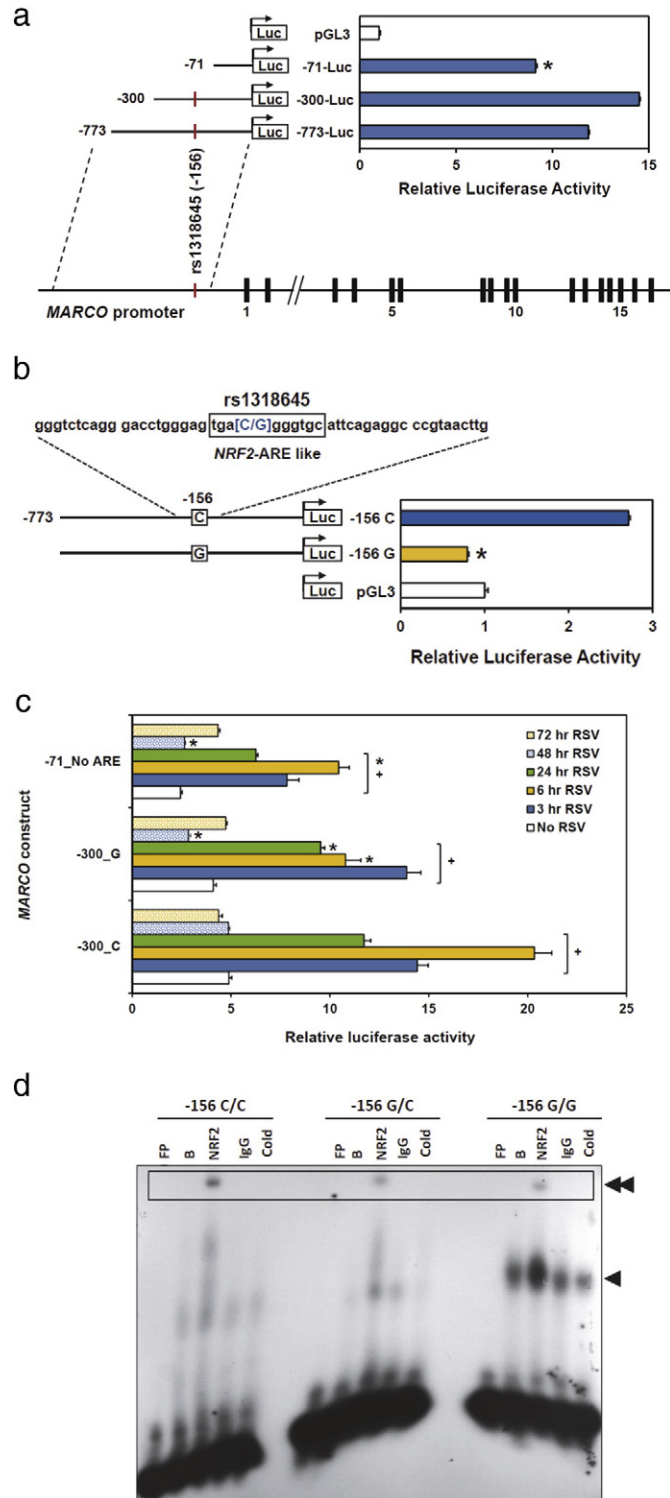 a
Luc
pGL3
-71
Luc
-71-Luc
*
-300
Luc
-300-Luc
-773
Luc
-773-Luc
0 5 10 15
Relative Luciferase Activity
rs1318645 (-156)
MARCO promoter
1 5 10 15
b
rs1318645
gggtctcagg gacctgggag tga[C/G]gggtgc attcagaggc ccgtaacttg
NRF2-ARE like
-156
-773
C
Luc
-156 C
G
Luc
-156 G
*
Luc
pGL3
0 1 2 3
Relative Luciferase Activity
c
MARCO construct
-71_No ARE
*
*
+
-300_G
*
*
*
+
-300_C
+
72 hr RSV
48 hr RSV
24 hr RSV
6 hr RSV
3 hr RSV
No RSV
0 5 10 15 20 25
Relative luciferase activity
d
-156 C/C -156 G/C -156 G/G
FP B NRF2 IgG Cold FP B NRF2 IgG Cold FP B NRF2 IgG Cold